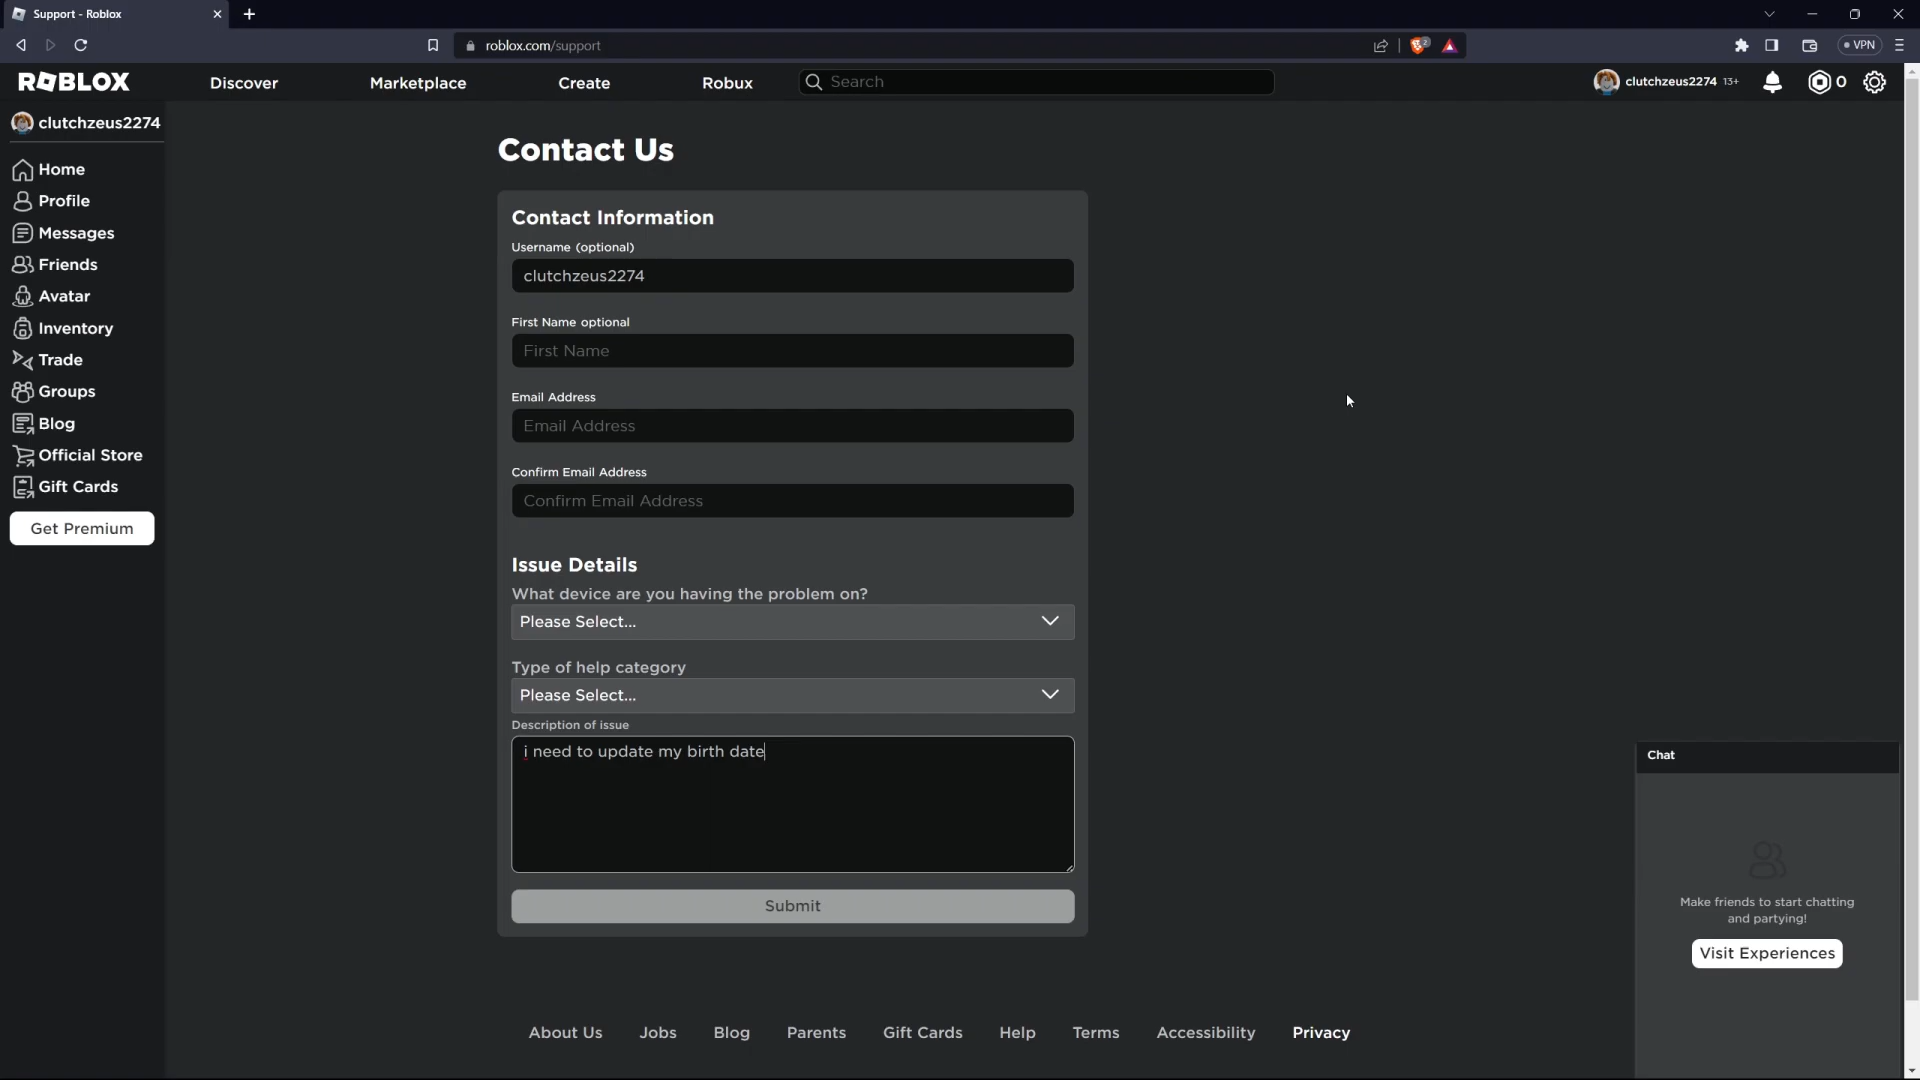 Support - Roblox
roblox.com/support
2
VPN
ROBLOX
Discover
Marketplace
Create
Robux
Search
clutchzeus2274 13+
0
clutchzeus2274
Home
Profile
Messages
Friends
Avatar
Inventory
Trade
Groups
Blog
Official Store
Gift Cards
Get Premium
Contact Us
Contact Information
Username (optional)
clutchzeus2274
First Name optional
First Name
Email Address
Email Address
Confirm Email Address
Confirm Email Address
Issue Details
What device are you having the problem on?
Please Select...
Type of help category
Please Select...
Description of issue
i need to update my birth date
Submit
Chat
Make friends to start chatting
and partying!
Visit Experiences
About Us
Jobs
Blog
Parents
Gift Cards
Help
Terms
Accessibility
Privacy